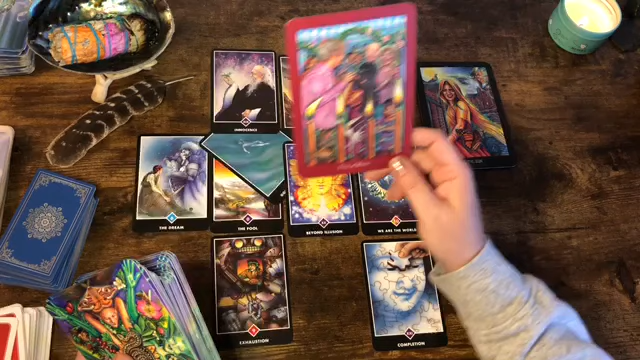 INNOCENCE
THE DREAM
THE FOOL
BEYOND ILLUSION
WE ARE THE WORLD
EXHAUSTION
COMPLETION